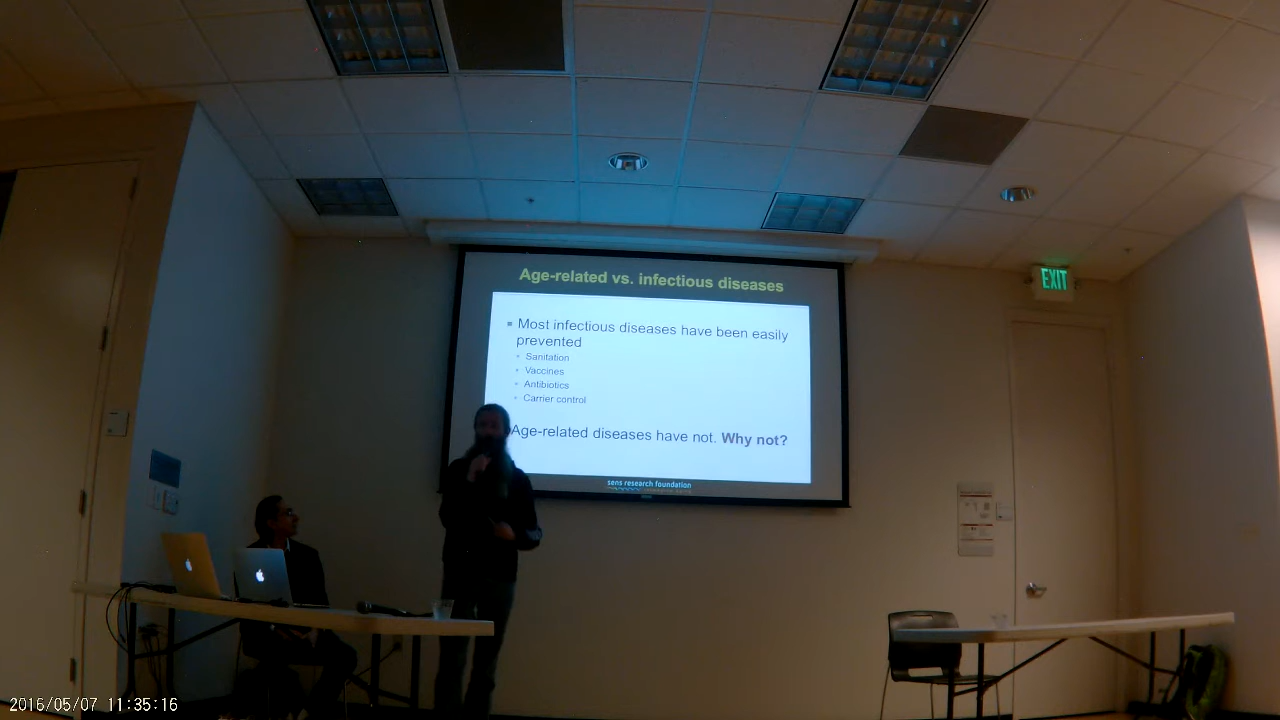 EXIT
Age-related vs. infectious diseases
Most infectious diseases have been easily
prevented
Sanitation
Vaccines
Antibiotics
Carrier control
Age-related diseases have not. Why not?
sens research foundation
2016/05/07 11:35:16